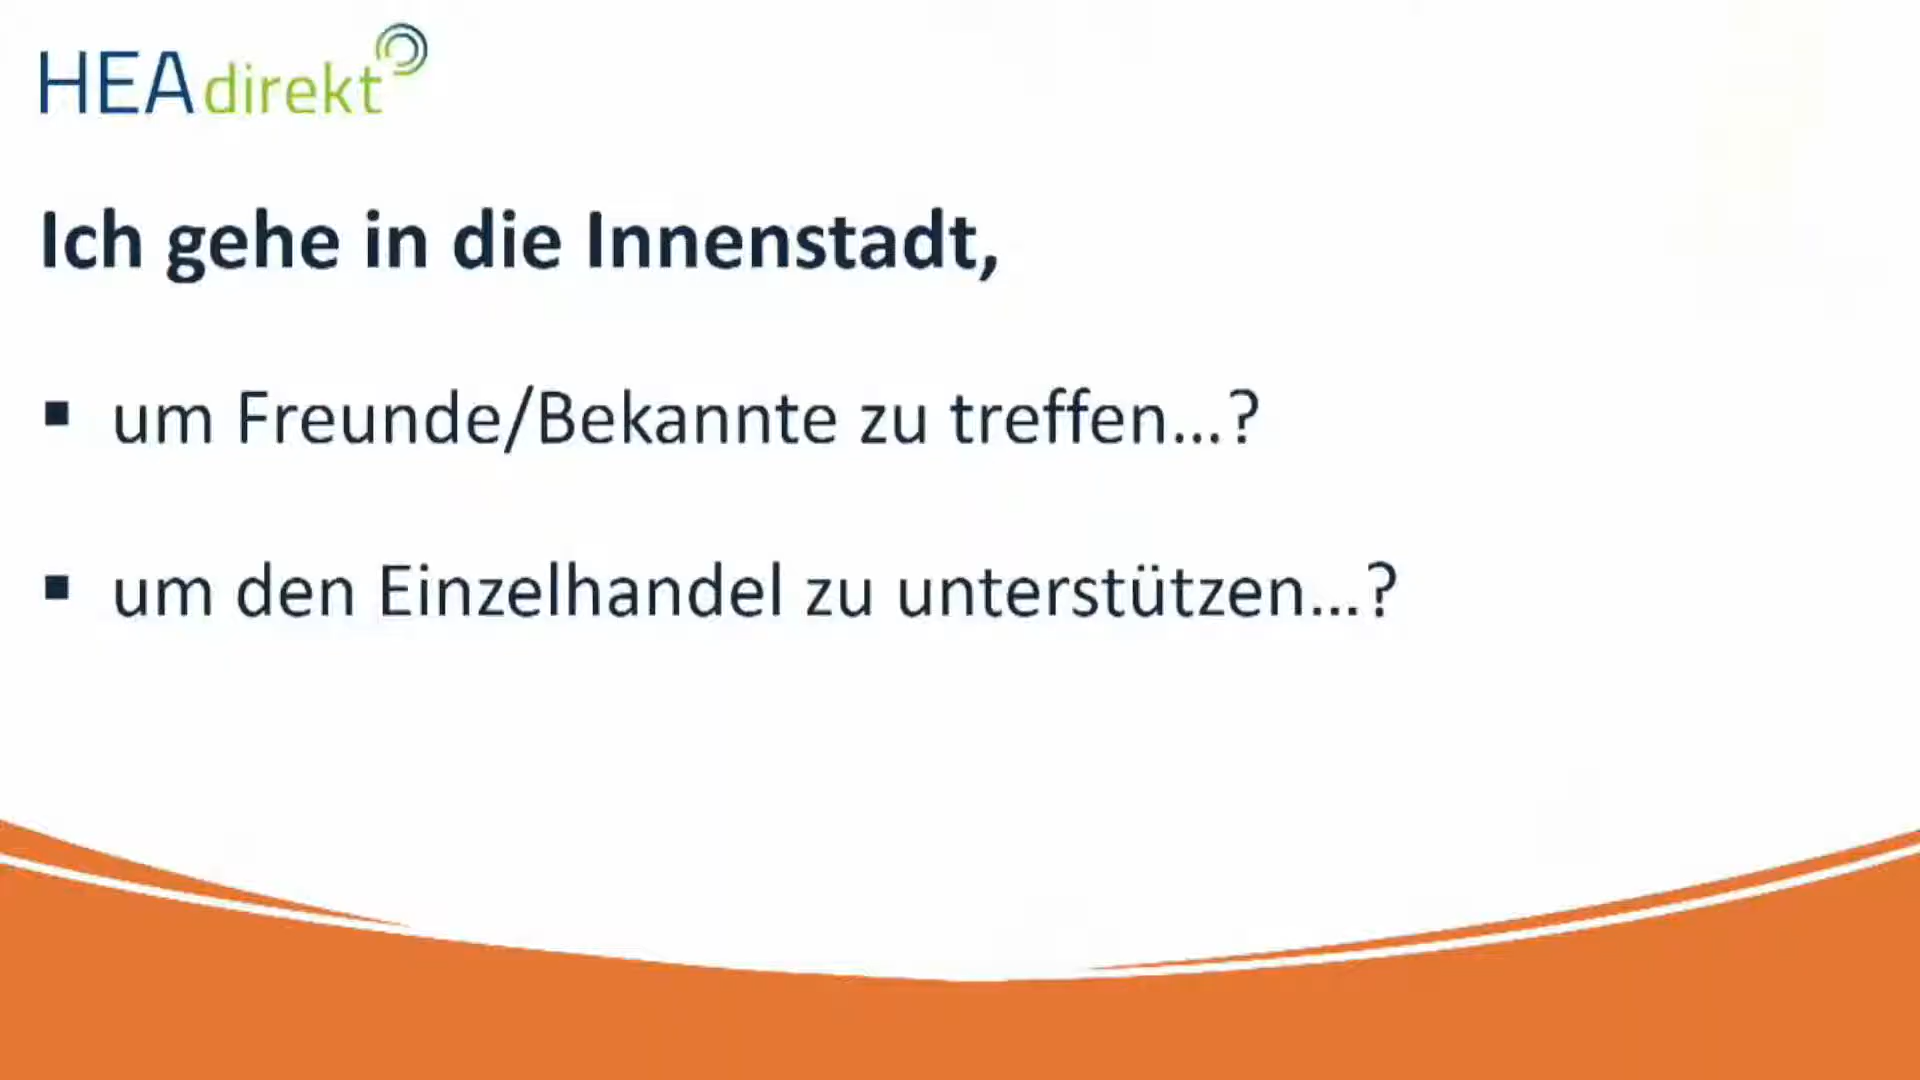 HEAdirekt
Ich gehe in die Innenstadt,
▪ um Freunde/Bekannte zu treffen...?
▪ um den Einzelhandel zu unterstützen...?